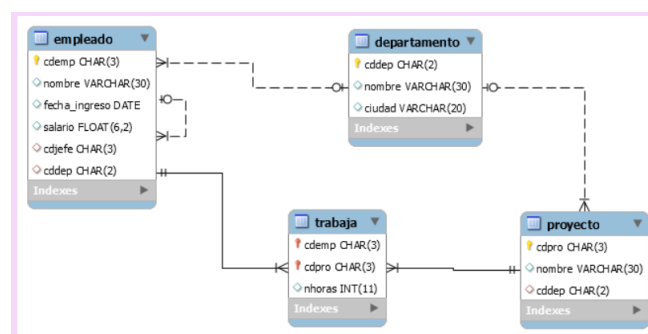 empleado
cdemp CHAR(3)
nombre VARCHAR(30)
fecha_ingreso DATE
salario FLOAT(6,2)
cdjefe CHAR(3)
cddep CHAR(2)
Indexes
departamento
cddep CHAR(2)
nombre VARCHAR(30)
ciudad VARCHAR(20)
Indexes
trabaja
cdemp CHAR(3)
cdpro CHAR(3)
nhoras INT(11)
Indexes
proyecto
cdpro CHAR(3)
nombre VARCHAR(30)
cddep CHAR(2)
Indexes